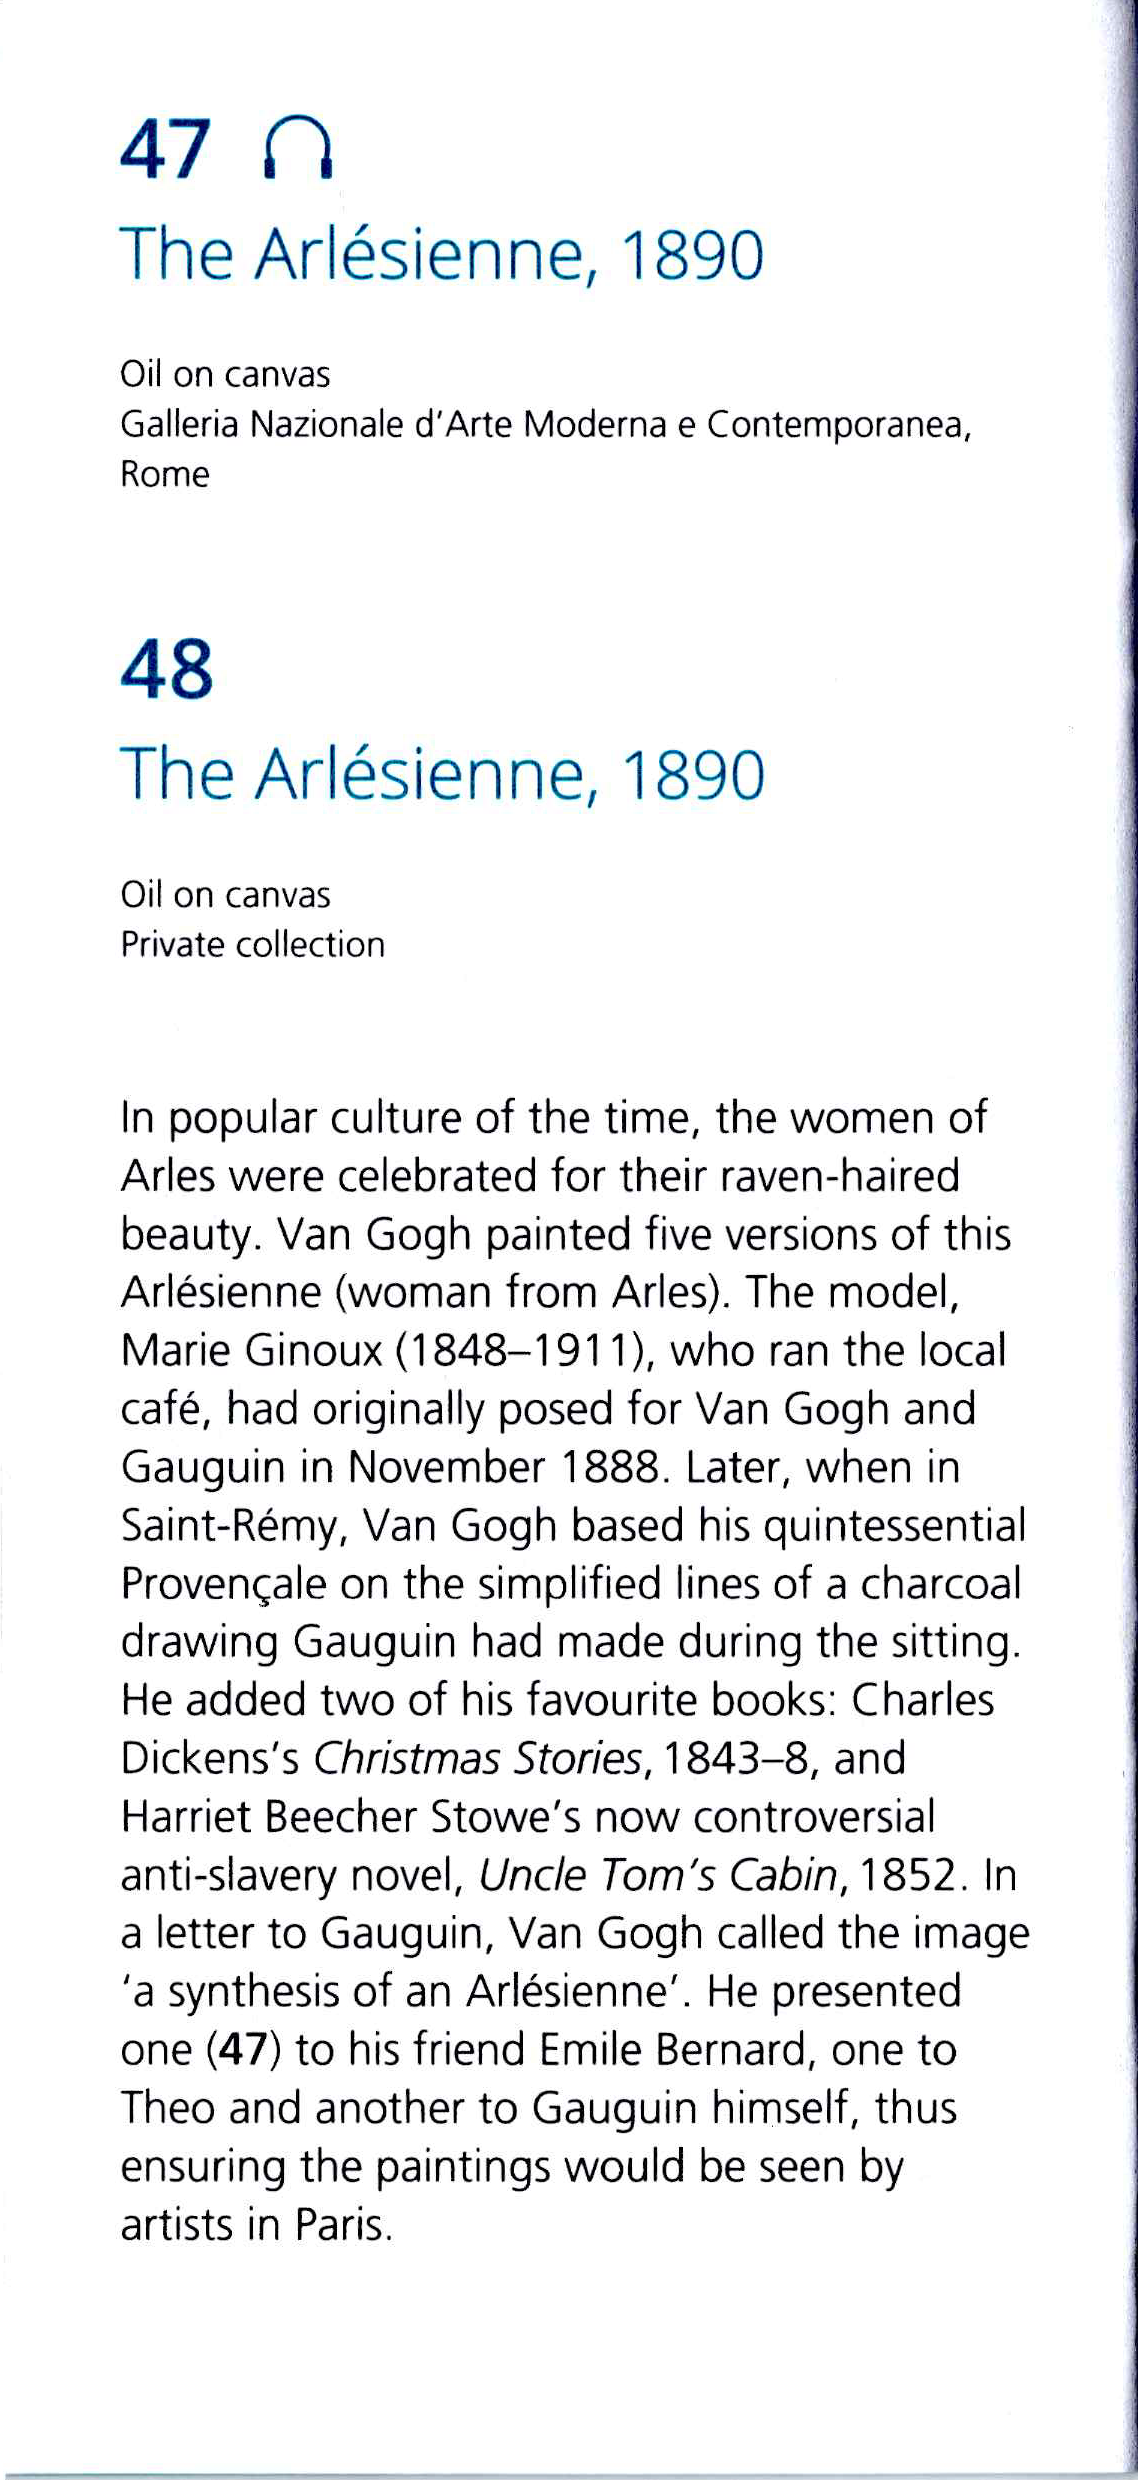 47
The Arlésienne, 1890
Oil on canvas
Galleria Nazionale d'Arte Moderna e Contemporanea,
Rome
48
The Arlésienne, 1890
Oil on canvas
Private collection
In popular culture of the time, the women of
Arles were celebrated for their raven-haired
beauty. Van Gogh painted five versions of this
Arlésienne (woman from Arles). The model,
Marie Ginoux (1848–1911), who ran the local
café, had originally posed for Van Gogh and
Gauguin in November 1888. Later, when in
Saint-Rémy, Van Gogh based his quintessential
Provençale on the simplified lines of a charcoal
drawing Gauguin had made during the sitting.
He added two of his favourite books: Charles
Dickens's Christmas Stories, 1843–8, and
Harriet Beecher Stowe's now controversial
anti-slavery novel, Uncle Tom's Cabin, 1852. In
a letter to Gauguin, Van Gogh called the image
'a synthesis of an Arlésienne'. He presented
one (47) to his friend Emile Bernard, one to
Theo and another to Gauguin himself, thus
ensuring the paintings would be seen by
artists in Paris.